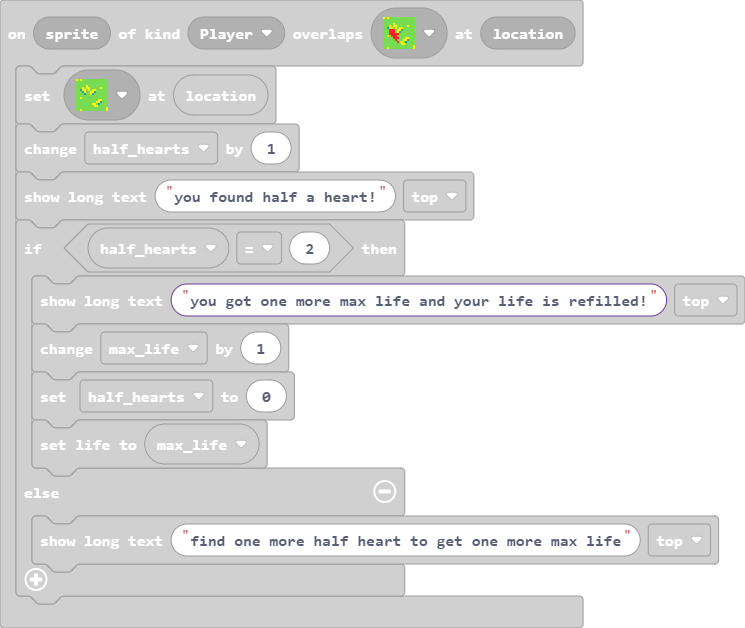 on sprite of kind Player overlaps at location
set at location
change half_hearts by 1
show long text "you found half a heart!" top
if half_hearts = 2 then
show long text "you got one more max life and your life is refilled!" top
change max_life by 1
set half_hearts to 0
set life to max_life
else
show long text "find one more half heart to get one more max life" top